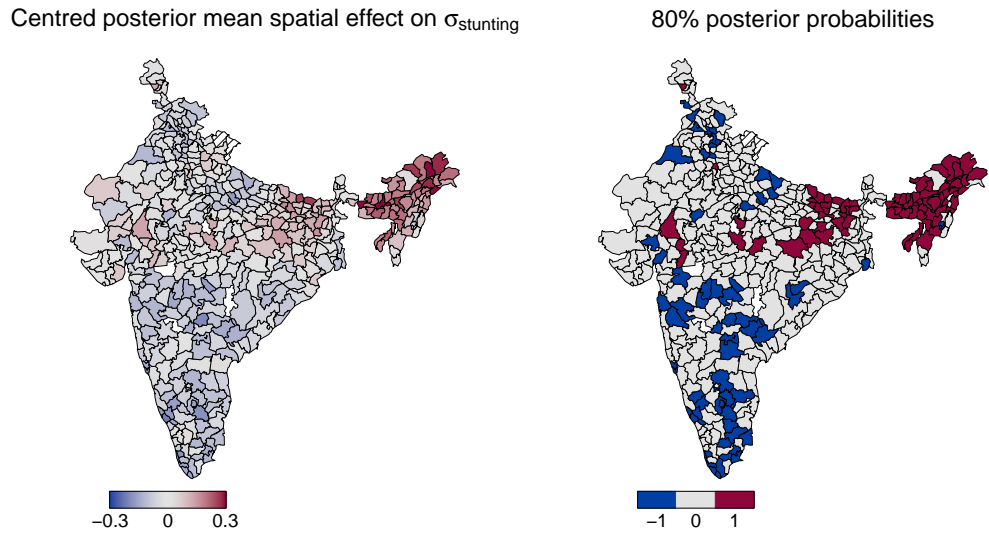 Centred posterior mean spatial effect on σstunting
80% posterior probabilities
−0.3 0 0.3
−1 0 1